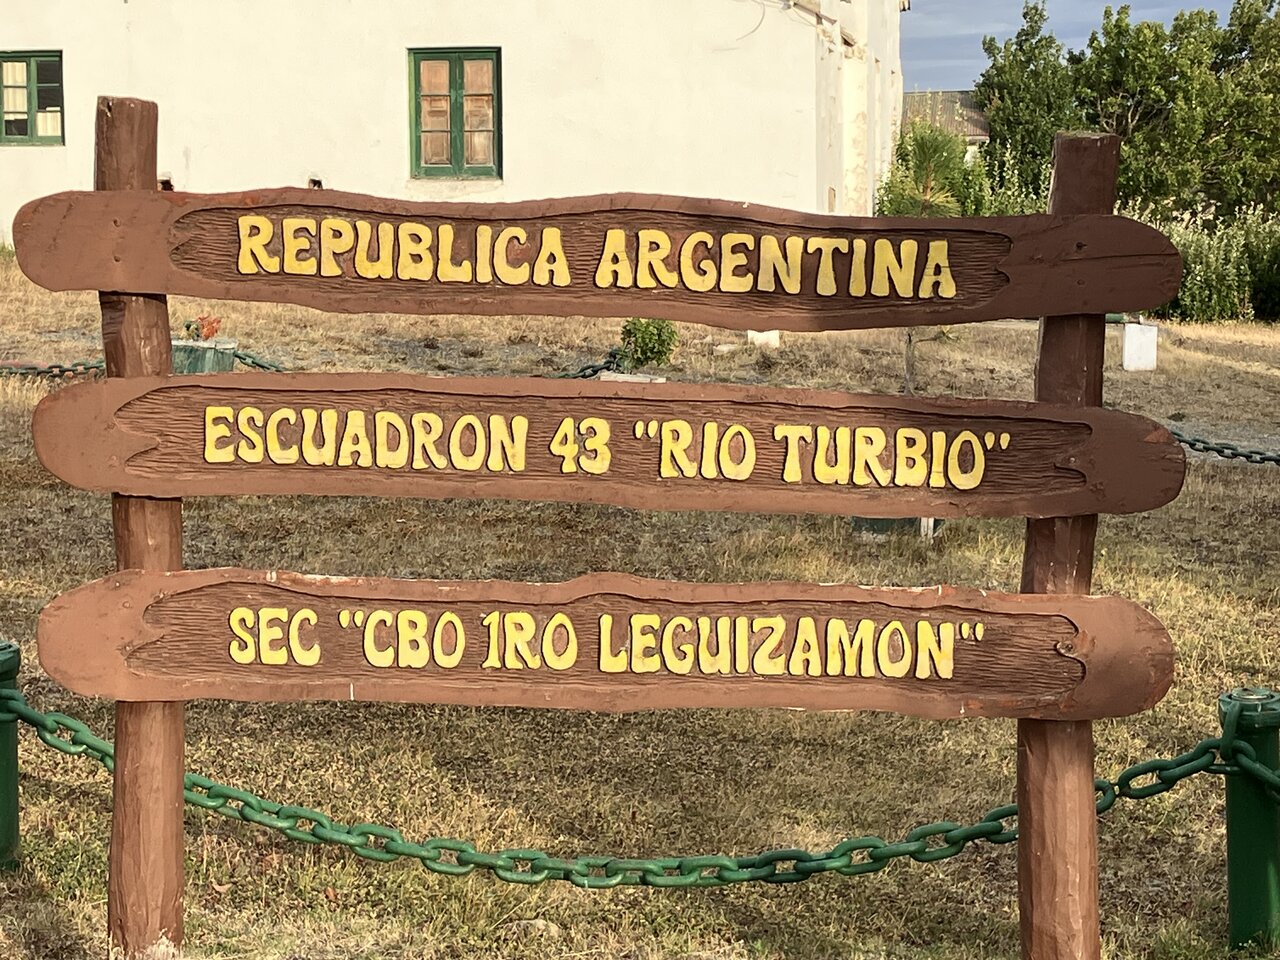 REPUBLICA ARGENTINA
ESCUADRON 43 "RIO TURBIO"
SEC "CBO 1RO LEGUIZAMON"